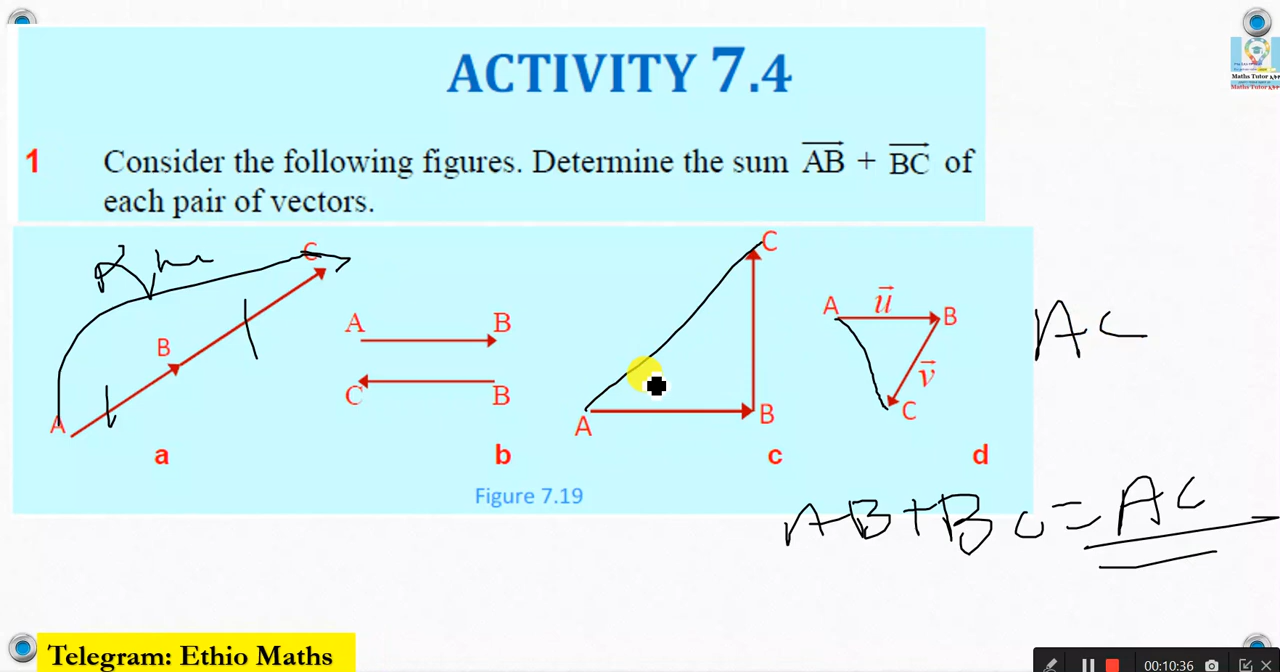 ACTIVITY 7.4
1 Consider the following figures. Determine the sum AB + BC of
each pair of vectors.
C
B
A
a
A B
C B
b
C
A B
c
A u B
v
C
d
AC
Figure 7.19
AB+BC=AC
Telegram: Ethio Maths
00:10:36